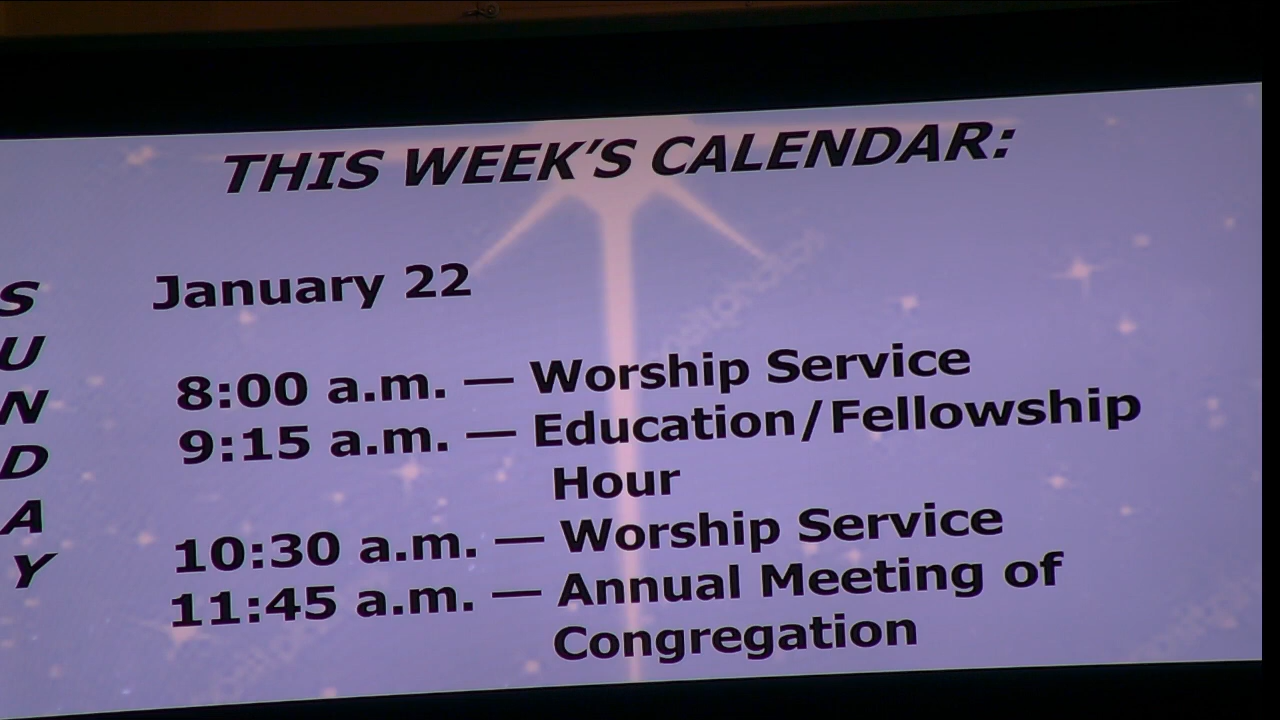 THIS WEEK'S CALENDAR:
January 22
S
U
N
D
A
Y
8:00 a.m. — Worship Service
9:15 a.m. — Education/Fellowship
Hour
10:30 a.m. — Worship Service
11:45 a.m. — Annual Meeting of
Congregation